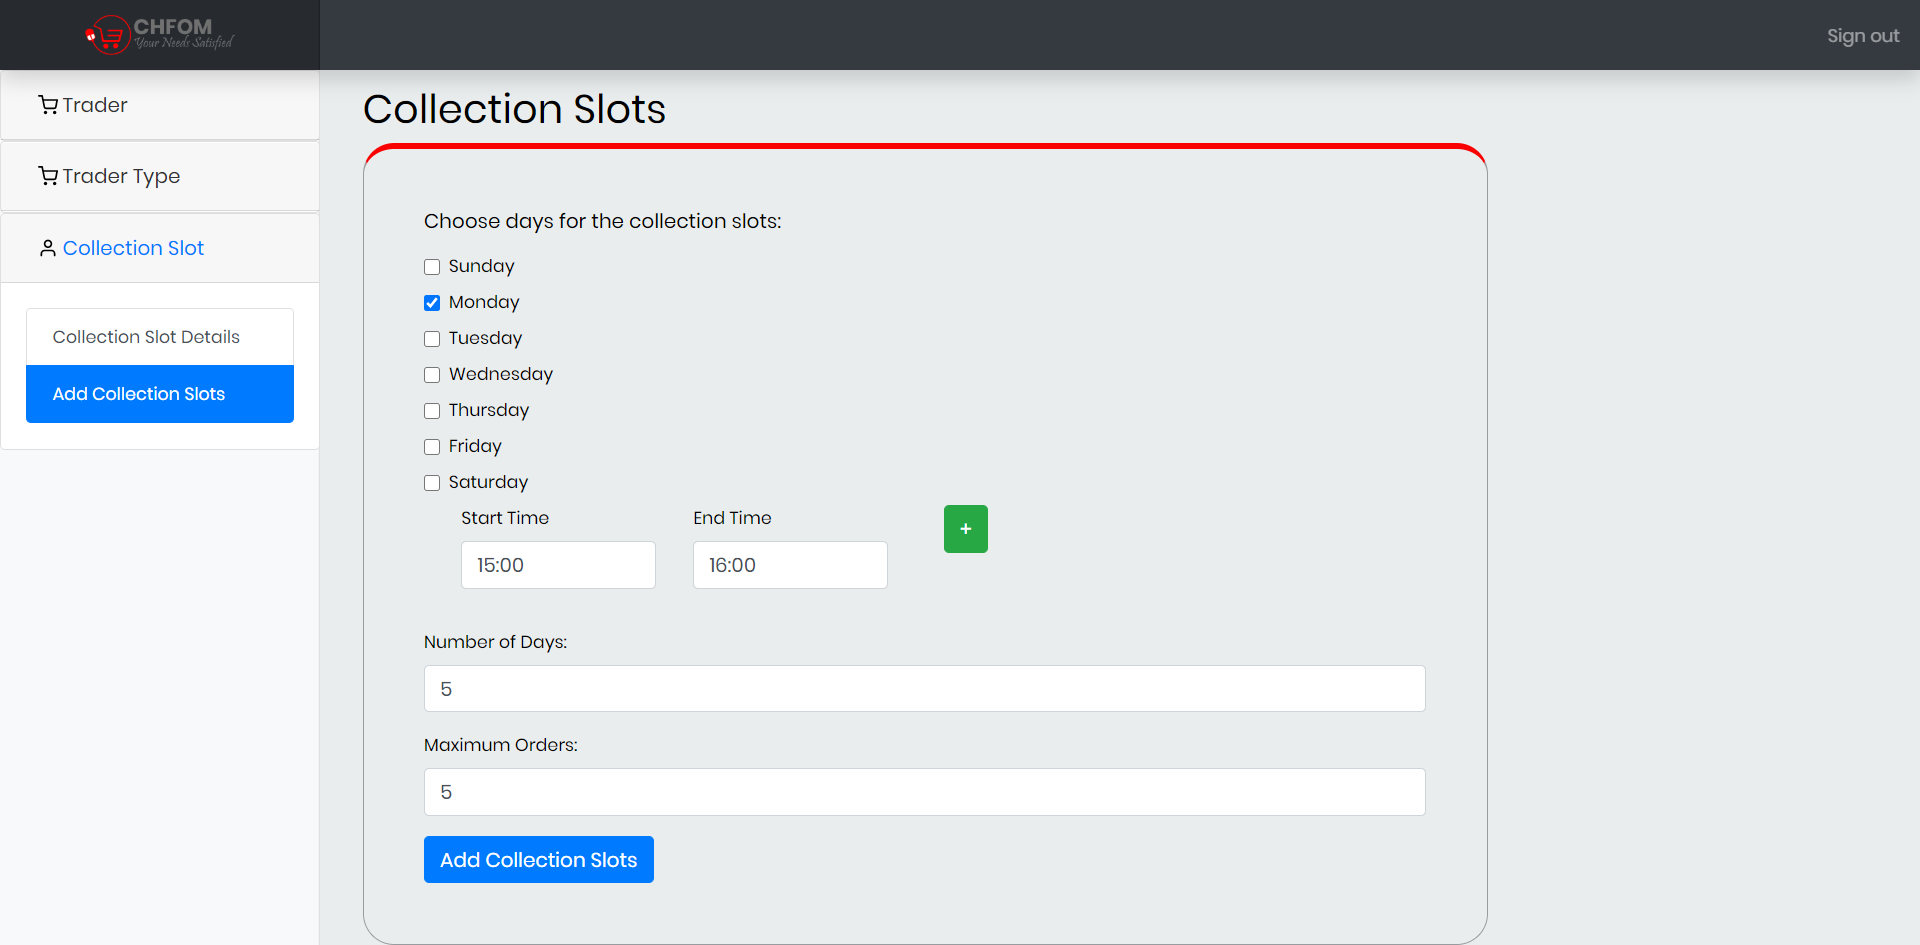 CHFOM
Your Needs Satisfied
Sign out
Trader
Trader Type
Collection Slot
Collection Slot Details
Add Collection Slots
Collection Slots
Choose days for the collection slots:
Sunday
Monday
Tuesday
Wednesday
Thursday
Friday
Saturday
Start Time End Time
+
15:00 16:00
Number of Days:
5
Maximum Orders:
5
Add Collection Slots